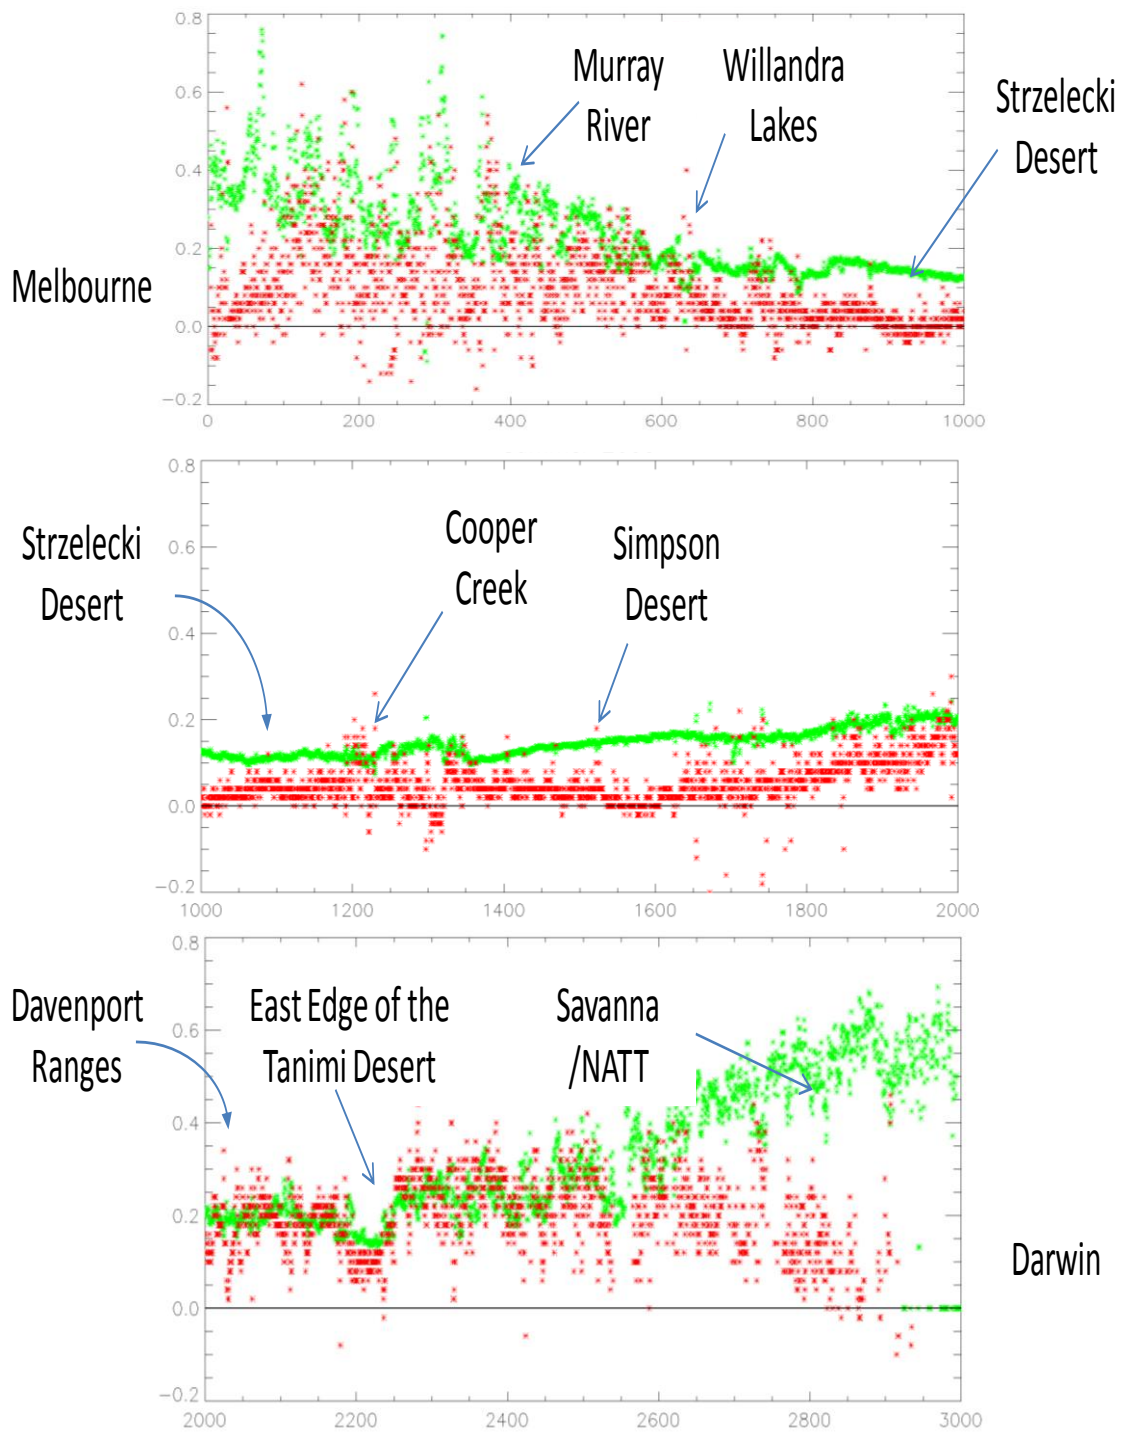 0.8
0.6
0.4
0.2
0.0
-0.2
0
200
400
600
800
1000
Melbourne
Murray
River
Willandra
Lakes
Strzelecki
Desert
0.8
0.6
0.4
0.2
0.0
-0.2
1000
1200
1400
1600
1800
2000
Strzelecki
Desert
Cooper
Creek
Simpson
Desert
0.8
0.6
0.4
0.2
0.0
-0.2
2000
2200
2400
2600
2800
3000
Davenport
Ranges
East Edge of the
Tanimi Desert
Savanna
/NATT
Darwin